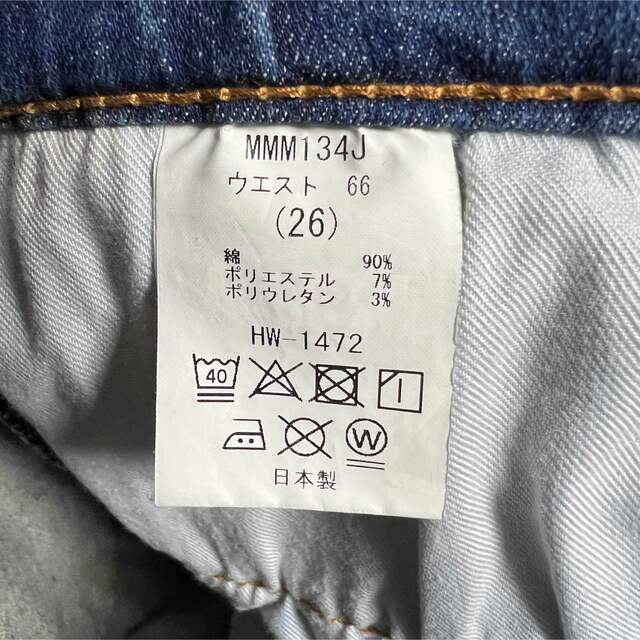 MMM134J
ウエスト 66
(26)
綿 90%
ポリエステル 7%
ポリウレタン 3%
HW-1472
40
W
日本製